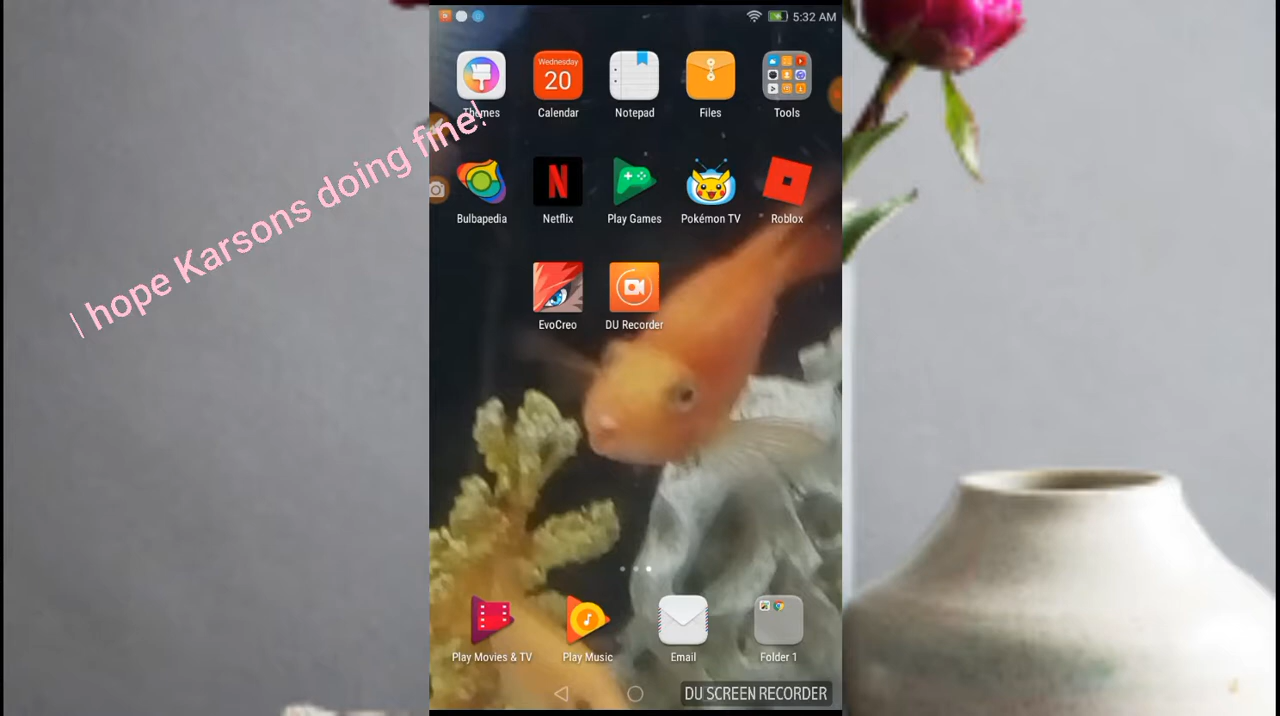 5:32 AM
Wednesday
20
Themes
Calendar
Notepad
Files
Tools
I hope Karsons doing fine!
Bulbapedia
Netflix
Play Games
Pokémon TV
Roblox
EvoCreo
DU Recorder
Play Movies & TV
Play Music
Email
Folder 1
DU SCREEN RECORDER